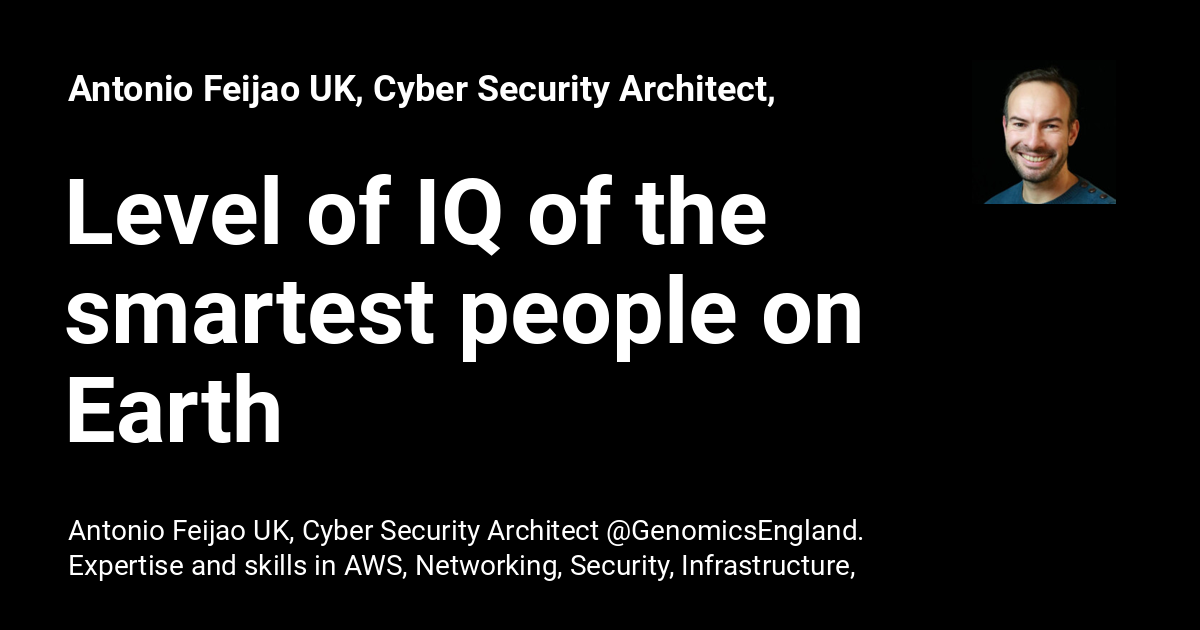 Antonio Feijao UK, Cyber Security Architect,
Level of IQ of the
smartest people on
Earth
Antonio Feijao UK, Cyber Security Architect @GenomicsEngland.
Expertise and skills in AWS, Networking, Security, Infrastructure,